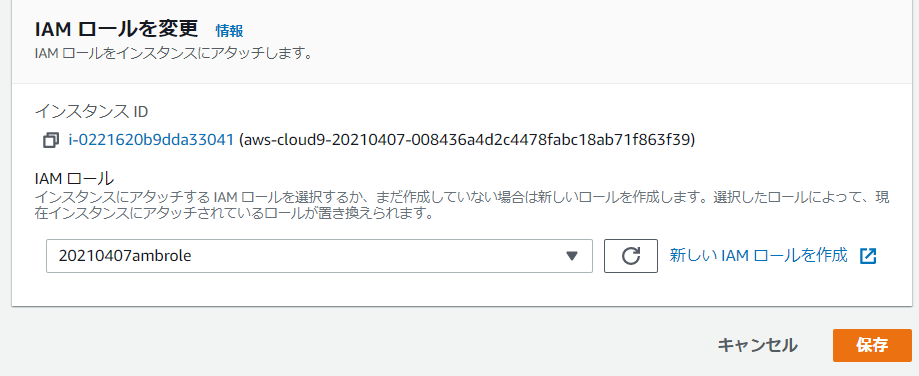 IAM ロールを変更 情報
IAM ロールをインスタンスにアタッチします。
インスタンス ID
i-0221620b9dda33041 (aws-cloud9-20210407-008436a4d2c4478fabc18ab71f863f39)
IAM ロール
インスタンスにアタッチする IAM ロールを選択するか、まだ作成していない場合は新しいロールを作成します。選択したロールによって、現
在インスタンスにアタッチされているロールが置き換えられます。
20210407ambrole 新しい IAM ロールを作成
キャンセル 保存